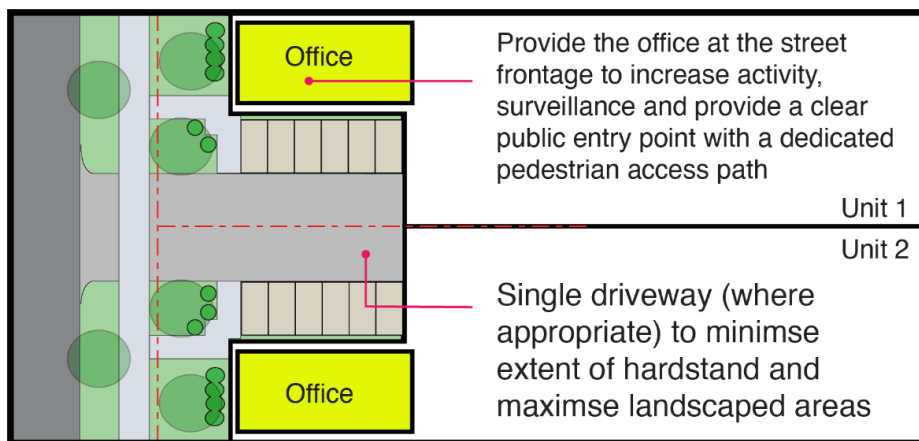 Office
Provide the office at the street
frontage to increase activity,
surveillance and provide a clear
public entry point with a dedicated
pedestrian access path
Unit 1
Unit 2
Single driveway (where
appropriate) to minimse
extent of hardstand and
maximse landscaped areas
Office